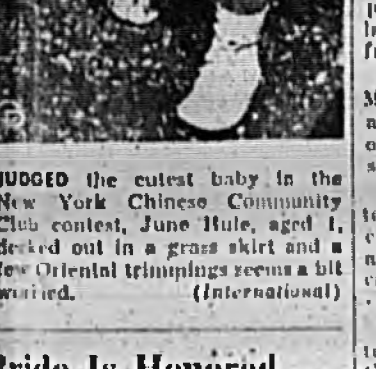 JUDGED the cutest baby in the
New York Chinese Community
Club contest, June Hule, aged 1,
decked out in a grass skirt and a
few Oriental trimmings seems a bit
worried. (International)
Bride Is Honored